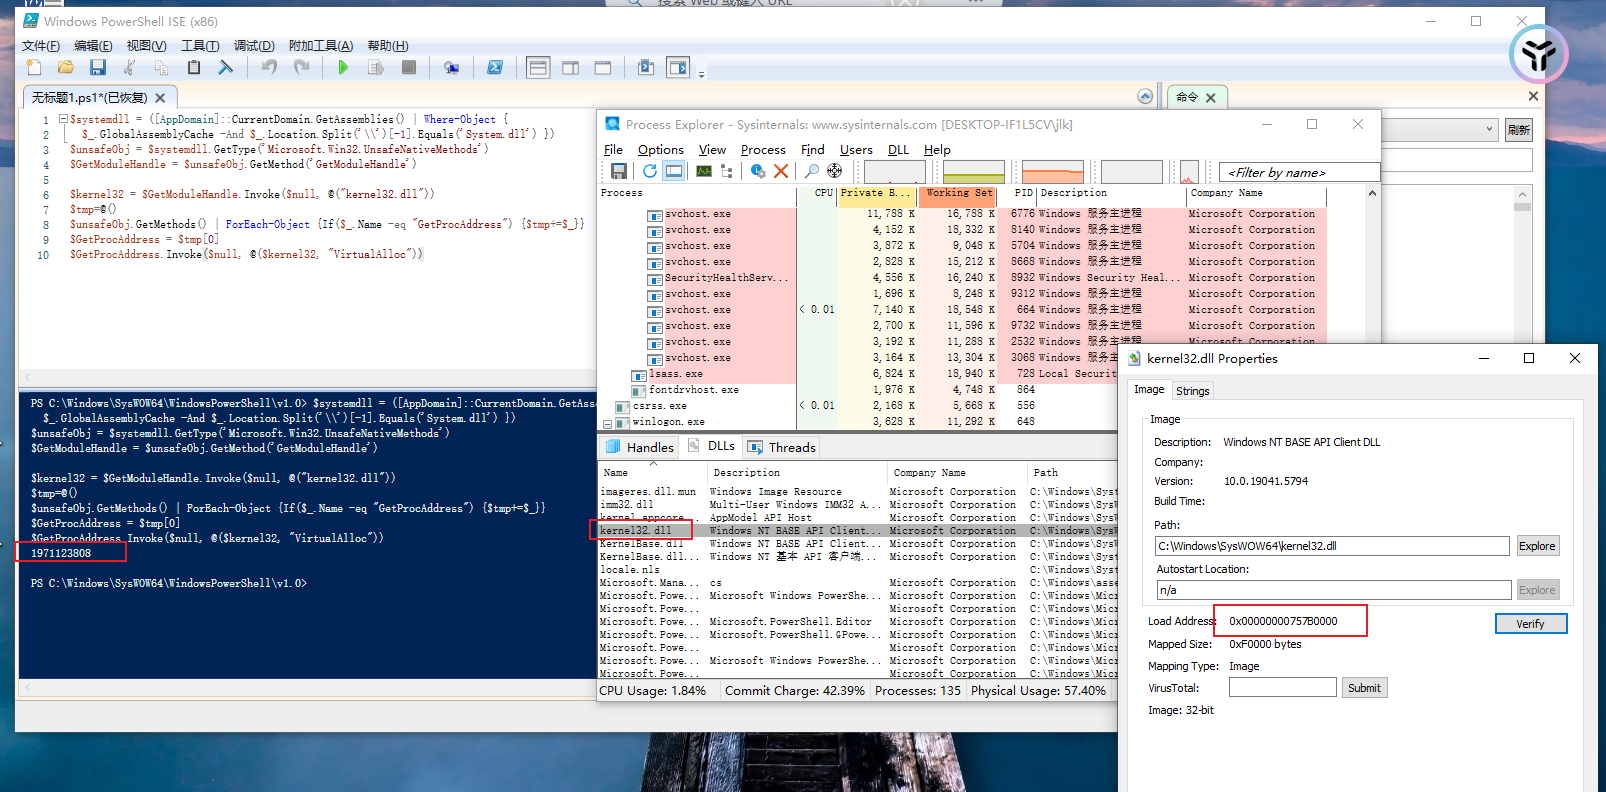 搜索 Web 或键入 URL
Windows PowerShell ISE (x86)
文件(F) 编辑(E) 视图(V) 工具(T) 调试(D) 附加工具(A) 帮助(H)
无标题1.ps1*(已恢复)
1 $systemdll = ([AppDomain]::CurrentDomain.GetAssemblies() | Where-Object {
2 $_.GlobalAssemblyCache -And $_.Location.Split('\\')[-1].Equals('System.dll') })
3 $unsafeObj = $systemdll.GetType('Microsoft.Win32.UnsafeNativeMethods')
4 $GetModuleHandle = $unsafeObj.GetMethod('GetModuleHandle')
5
6 $kernel32 = $GetModuleHandle.Invoke($null, @("kernel32.dll"))
7 $tmp=@()
8 $unsafeObj.GetMethods() | ForEach-Object {If($_.Name -eq "GetProcAddress") {$tmp+=$_}}
9 $GetProcAddress = $tmp[0]
10 $GetProcAddress.Invoke($null, @($kernel32, "VirtualAlloc"))
PS C:\Windows\SysWOW64\WindowsPowerShell\v1.0> $systemdll = ([AppDomain]::CurrentDomain.GetAsse
$_.GlobalAssemblyCache -And $_.Location.Split('\\')[-1].Equals('System.dll') })
$unsafeObj = $systemdll.GetType('Microsoft.Win32.UnsafeNativeMethods')
$GetModuleHandle = $unsafeObj.GetMethod('GetModuleHandle')
$kernel32 = $GetModuleHandle.Invoke($null, @("kernel32.dll"))
$tmp=@()
$unsafeObj.GetMethods() | ForEach-Object {If($_.Name -eq "GetProcAddress") {$tmp+=$_}}
$GetProcAddress = $tmp[0]
$GetProcAddress.Invoke($null, @($kernel32, "VirtualAlloc"))
1971123808
PS C:\Windows\SysWOW64\WindowsPowerShell\v1.0>
命令
刷新
Process Explorer - Sysinternals: www.sysinternals.com [DESKTOP-IF1L5CV\jlk]
File Options View Process Find Users DLL Help
<Filter by name>
Process CPU Private B... Working Set PID Description Company Name
svchost.exe 11,788 K 16,788 K 6776 Windows 服务主进程 Microsoft Corporation
svchost.exe 4,152 K 18,332 K 8140 Windows 服务主进程 Microsoft Corporation
svchost.exe 3,872 K 9,048 K 5704 Windows 服务主进程 Microsoft Corporation
svchost.exe 2,828 K 15,212 K 8668 Windows 服务主进程 Microsoft Corporation
SecurityHealthServ... 4,556 K 16,240 K 8932 Windows Security Heal... Microsoft Corporation
svchost.exe 1,696 K 8,248 K 9312 Windows 服务主进程 Microsoft Corporation
svchost.exe < 0.01 7,140 K 18,548 K 664 Windows 服务主进程 Microsoft Corporation
svchost.exe 2,700 K 11,596 K 9732 Windows 服务主进程 Microsoft Corporation
svchost.exe 3,192 K 11,288 K 2532 Windows 服务主进程 Microsoft Corporation
svchost.exe 3,164 K 13,304 K 3068 Windows 服务主
lsass.exe 6,824 K 18,940 K 728 Local Securit
fontdrvhost.exe 1,976 K 4,748 K 864
csrss.exe < 0.01 2,168 K 5,668 K 556
winlogon.exe 3,628 K 11,292 K 648
Handles DLLs Threads
Name Description Company Name Path
imageres.dll.mun Windows Image Resource Microsoft Corporation C:\Windows\Syst
imm32.dll Multi-User Windows IMM32 A... Microsoft Corporation C:\Windows\SysW
kernel.appcore... AppModel API Host Microsoft Corporation C:\Windows\SysW
kernel32.dll Windows NT BASE API Client... Microsoft Corporation C:\Windows\SysW
KernelBase.dll Windows NT BASE API Client... Microsoft Corporation C:\Windows\SysW
KernelBase.dll... Windows NT 基本 API 客户端... Microsoft Corporation C:\Windows\SysW
locale.nls C:\Windows\Syst
Microsoft.Mana... cs Microsoft Corporation C:\Windows\asse
Microsoft.Powe... Microsoft Windows PowerShe... Microsoft Corporation C:\Windows\Micr
Microsoft.Powe... Microsoft Corporation C:\Windows\Micr
Microsoft.Powe... Microsoft.PowerShell.Editor Microsoft Corporation C:\Windows\Micr
Microsoft.Powe... Microsoft.PowerShell.GPowe... Microsoft Corporation C:\Windows\Micr
Microsoft.Powe... Microsoft Corporation C:\Windows\Micr
Microsoft.Powe... Microsoft Windows PowerShe... Microsoft Corporation C:\Windows\Micr
Microsoft.Powe... Microsoft Corporation C:\Windows\Micr
CPU Usage: 1.84% Commit Charge: 42.39% Processes: 135 Physical Usage: 57.40%
kernel32.dll Properties
Image Strings
Image
Description: Windows NT BASE API Client DLL
Company:
Version: 10.0.19041.5794
Build Time:
Path:
C:\Windows\SysWOW64\kernel32.dll Explore
Autostart Location:
n/a Explore
Load Address: 0x00000000757B0000 Verify
Mapped Size: 0xF0000 bytes
Mapping Type: Image
VirusTotal: Submit
Image: 32-bit